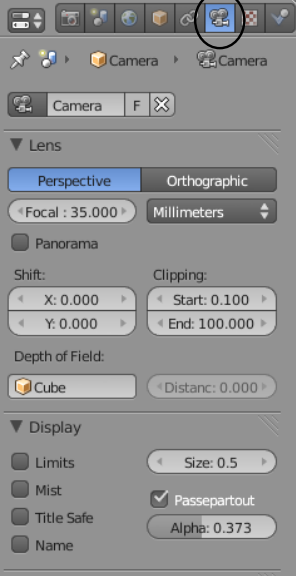 Camera Camera
Camera F
Lens
Perspective Orthographic
Focal : 35.000 Millimeters
Panorama
Shift: Clipping:
X: 0.000 Start: 0.100
Y: 0.000 End: 100.000
Depth of Field:
Cube Distanc: 0.000
Display
Limits Size: 0.5
Mist Passepartout
Title Safe Alpha: 0.373
Name